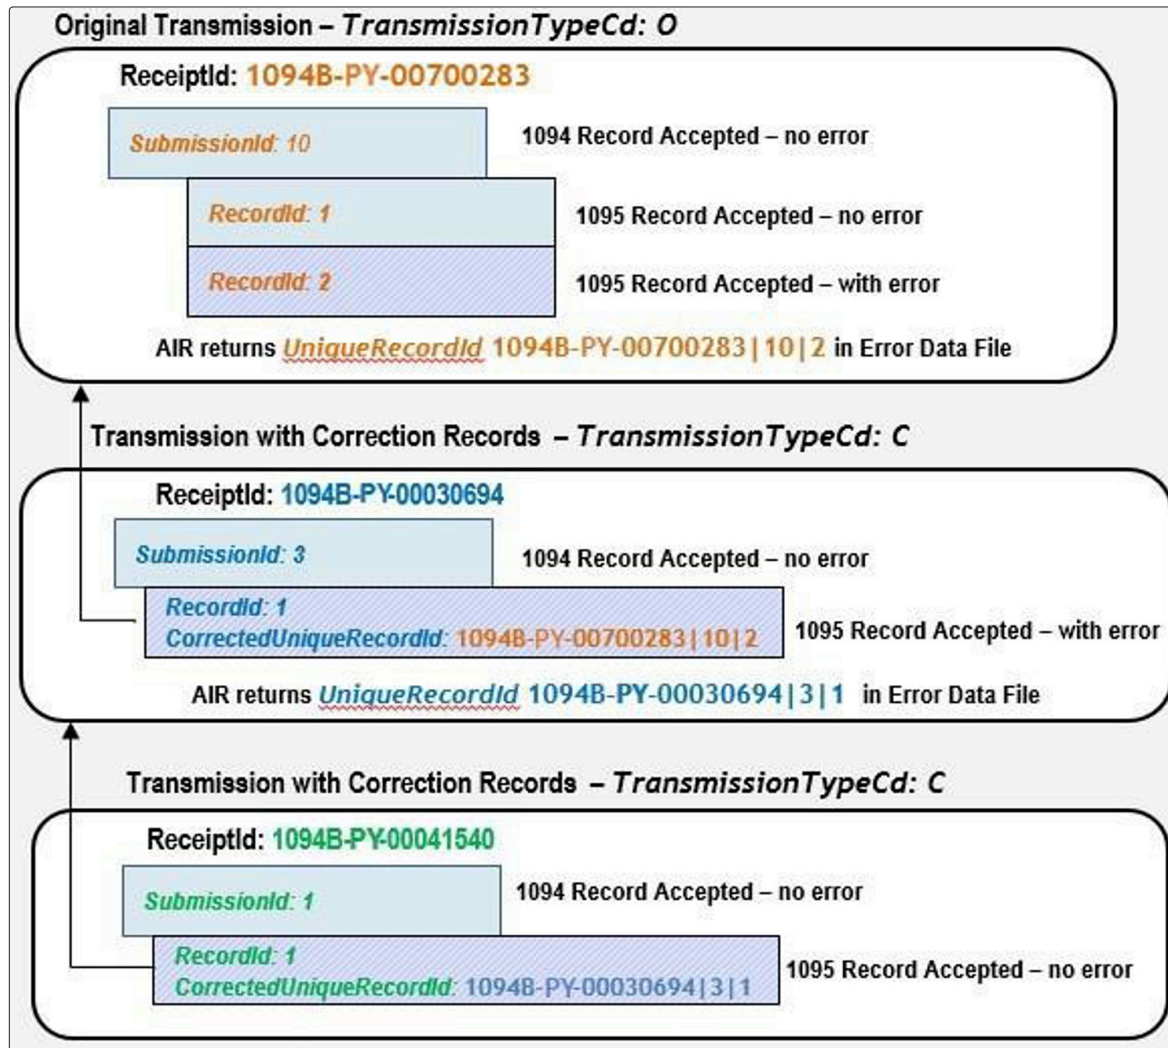 Original Transmission – TransmissionTypeCd: O
ReceiptId: 1094B-PY-00700283
SubmissionId: 10
1094 Record Accepted – no error
RecordId: 1
1095 Record Accepted – no error
RecordId: 2
1095 Record Accepted – with error
AIR returns UniqueRecordId 1094B-PY-00700283|10|2 in Error Data File
Transmission with Correction Records – TransmissionTypeCd: C
ReceiptId: 1094B-PY-00030694
SubmissionId: 3
1094 Record Accepted – no error
RecordId: 1
CorrectedUniqueRecordId: 1094B-PY-00700283|10|2
1095 Record Accepted – with error
AIR returns UniqueRecordId 1094B-PY-00030694|3|1 in Error Data File
Transmission with Correction Records – TransmissionTypeCd: C
ReceiptId: 1094B-PY-00041540
SubmissionId: 1
1094 Record Accepted – no error
RecordId: 1
CorrectedUniqueRecordId: 1094B-PY-00030694|3|1
1095 Record Accepted – no error